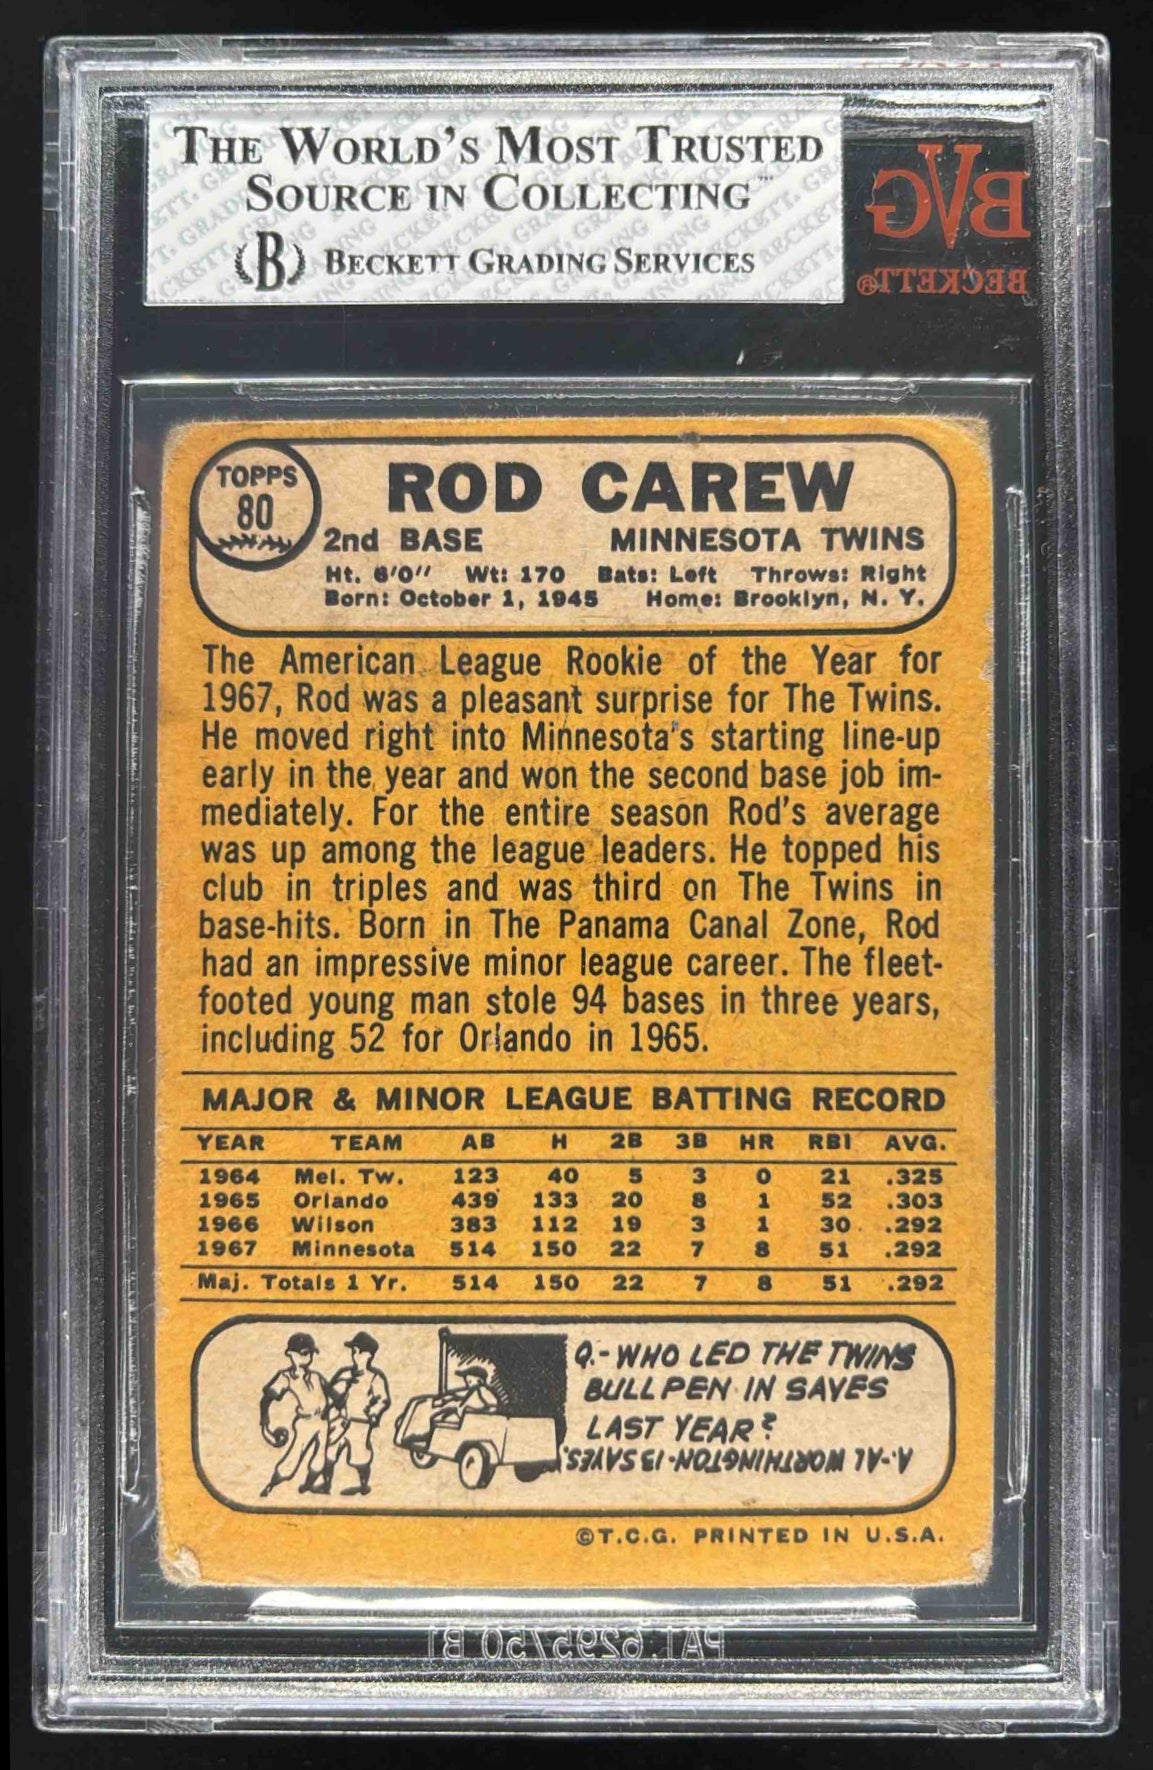 THE WORLD'S MOST TRUSTED
SOURCE IN COLLECTING™
B BECKETT GRADING SERVICES
BVG
BECKETT®
TOPPS
80
ROD CAREW
2nd BASE MINNESOTA TWINS
Ht. 6'0" Wt: 170 Bats: Left Throws: Right
Born: October 1, 1945 Home: Brooklyn, N. Y.
The American League Rookie of the Year for
1967, Rod was a pleasant surprise for The Twins.
He moved right into Minnesota's starting line-up
early in the year and won the second base job im-
mediately. For the entire season Rod's average
was up among the league leaders. He topped his
club in triples and was third on The Twins in
base-hits. Born in The Panama Canal Zone, Rod
had an impressive minor league career. The fleet-
footed young man stole 94 bases in three years,
including 52 for Orlando in 1965.
MAJOR & MINOR LEAGUE BATTING RECORD
YEAR TEAM AB H 2B 3B HR RBI AVG.
1964 Mel. Tw. 123 40 5 3 0 21 .325
1965 Orlando 439 133 20 8 1 52 .303
1966 Wilson 383 112 19 3 1 30 .292
1967 Minnesota 514 150 22 7 8 51 .292
Maj. Totals 1 Yr. 514 150 22 7 8 51 .292
Q.- WHO LED THE TWINS
BULLPEN IN SAVES
LAST YEAR?
A.-AL WORTHINGTON-13 SAVES.
©T.C.G. PRINTED IN U.S.A.
PAT. 6295750 B1